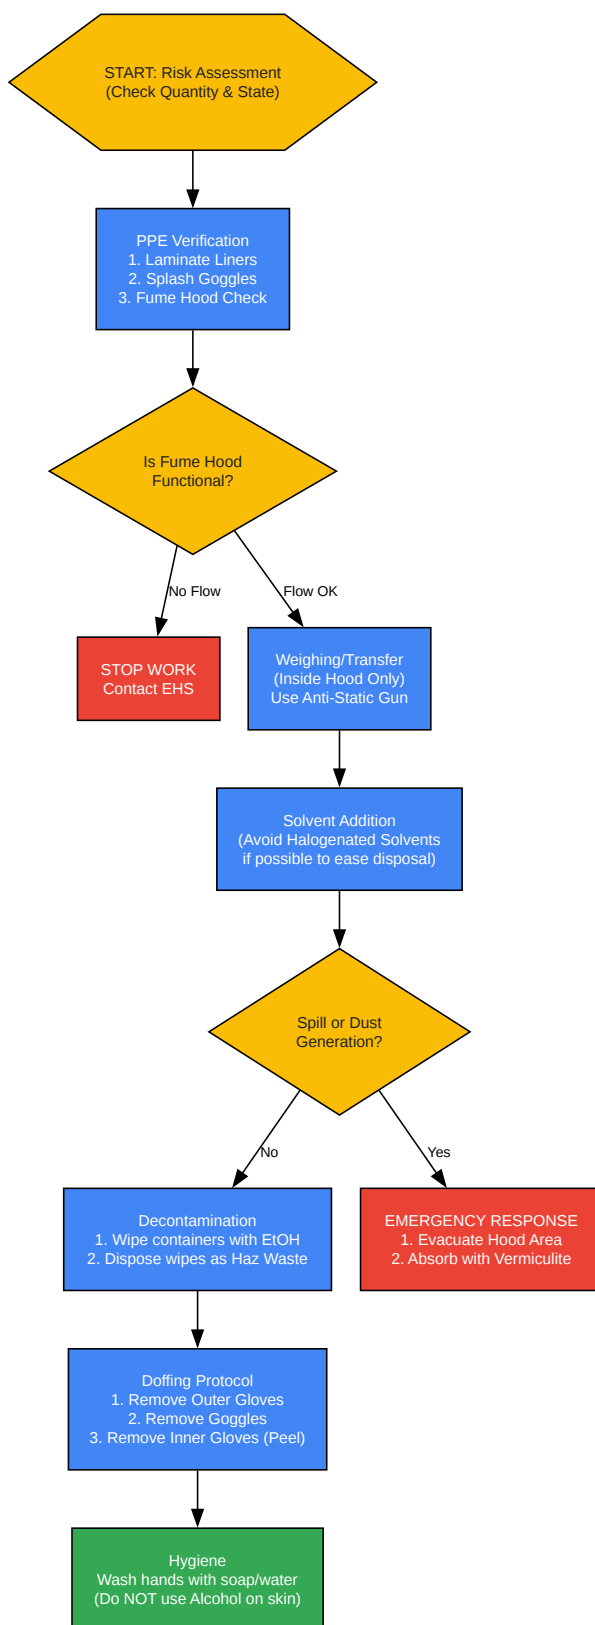 START: Risk Assessment
(Check Quantity & State)
PPE Verification
1. Laminate Liners
2. Splash Goggles
3. Fume Hood Check
Is Fume Hood
Functional?
No Flow
Flow OK
STOP WORK
Contact EHS
Weighing/Transfer
(Inside Hood Only)
Use Anti-Static Gun
Solvent Addition
(Avoid Halogenated Solvents
if possible to ease disposal)
Spill or Dust
Generation?
No
Yes
Decontamination
1. Wipe containers with EtOH
2. Dispose wipes as Haz Waste
EMERGENCY RESPONSE
1. Evacuate Hood Area
2. Absorb with Vermiculite
Doffing Protocol
1. Remove Outer Gloves
2. Remove Goggles
3. Remove Inner Gloves (Peel)
Hygiene
Wash hands with soap/water
(Do NOT use Alcohol on skin)